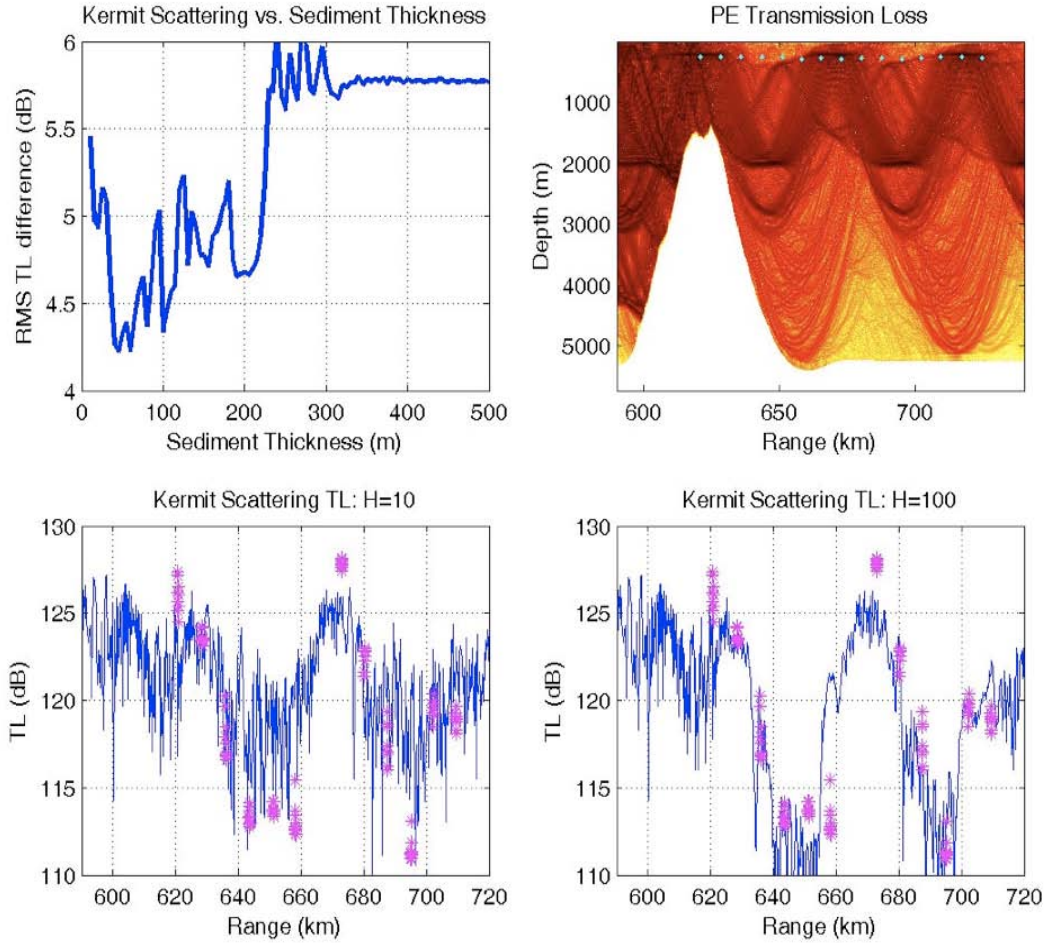 Kermit Scattering vs. Sediment Thickness
RMS TL difference (dB)
6
5.5
5
4.5
4
0 100 200 300 400 500
Sediment Thickness (m)
PE Transmission Loss
Depth (m)
1000
2000
3000
4000
5000
600 650 700
Range (km)
Kermit Scattering TL: H=10
TL (dB)
130
125
120
115
110
600 620 640 660 680 700 720
Range (km)
Kermit Scattering TL: H=100
TL (dB)
130
125
120
115
110
600 620 640 660 680 700 720
Range (km)